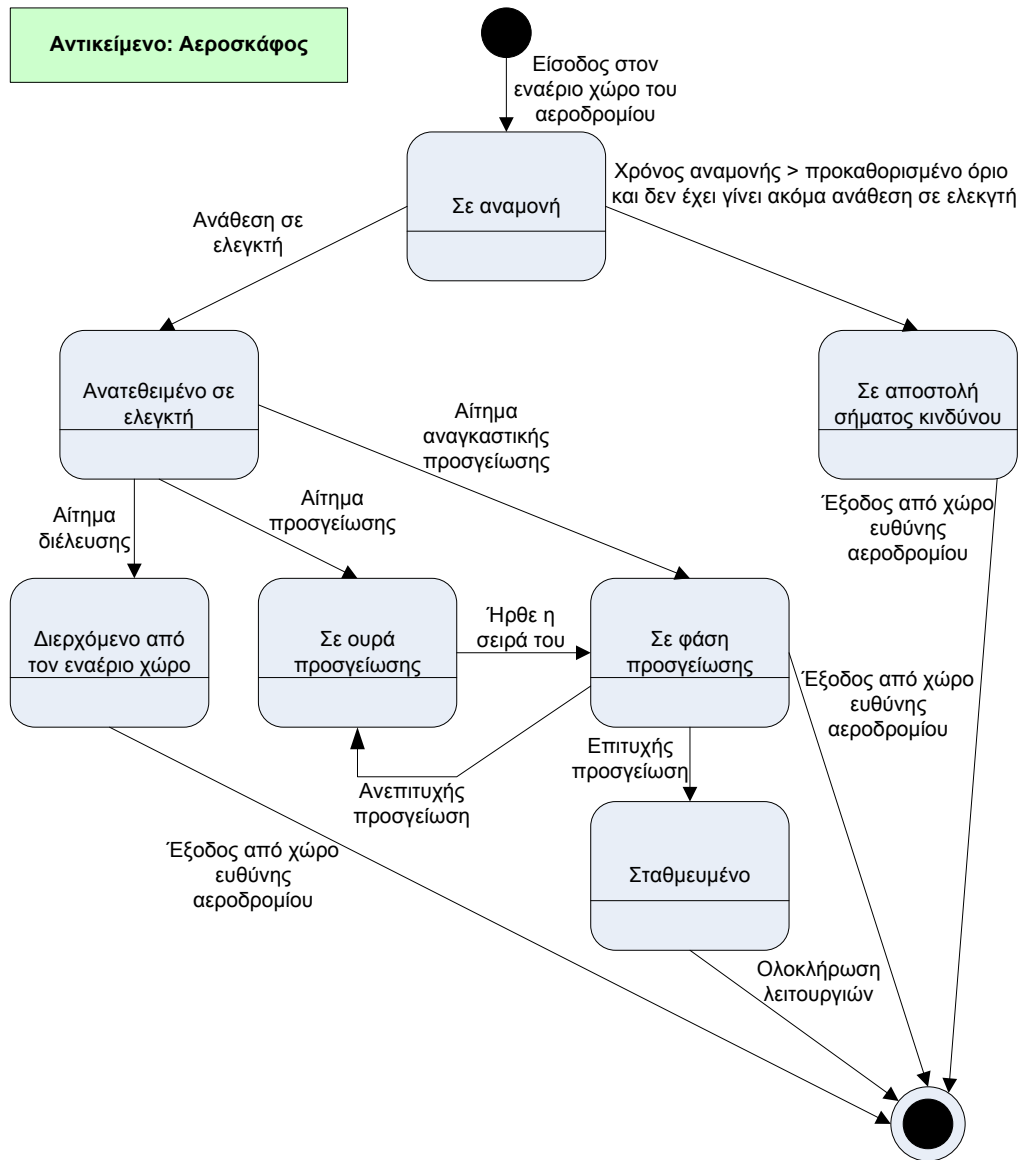 Αντικείμενο: Αεροσκάφος
Είσοδος στον
εναέριο χώρο του
αεροδρομίου
Σε αναμονή
Χρόνος αναμονής > προκαθορισμένο όριο
και δεν έχει γίνει ακόμα ανάθεση σε ελεκγτή
Ανάθεση σε
ελεγκτή
Ανατεθειμένο σε
ελεγκτή
Σε αποστολή
σήματος κινδύνου
Αίτημα
αναγκαστικής
προσγείωσης
Αίτημα
διέλευσης
Αίτημα
προσγείωσης
Έξοδος από χώρο
ευθύνης
αεροδρομίου
Διερχόμενο από
τον εναέριο χώρο
Σε ουρά
προσγείωσης
Ήρθε η
σειρά του
Σε φάση
προσγείωσης
Έξοδος από χώρο
ευθύνης
αεροδρομίου
Ανεπιτυχής
προσγείωση
Επιτυχής
προσγείωση
Έξοδος από χώρο
ευθύνης
αεροδρομίου
Σταθμευμένο
Ολοκλήρωση
λειτουργιών